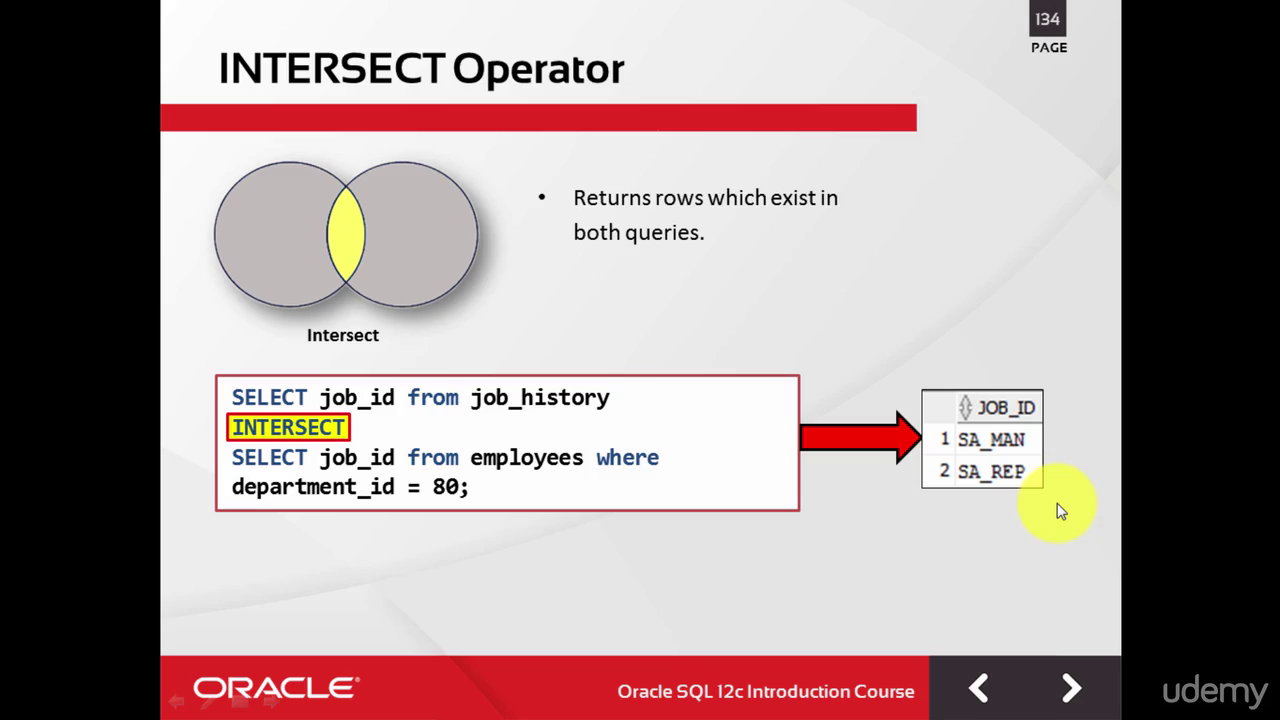 134
PAGE
INTERSECT Operator
• Returns rows which exist in
both queries.
Intersect
SELECT job_id from job_history
INTERSECT
SELECT job_id from employees where
department_id = 80;
JOB_ID
1 SA_MAN
2 SA_REP
ORACLE®
Oracle SQL 12c Introduction Course
udemy